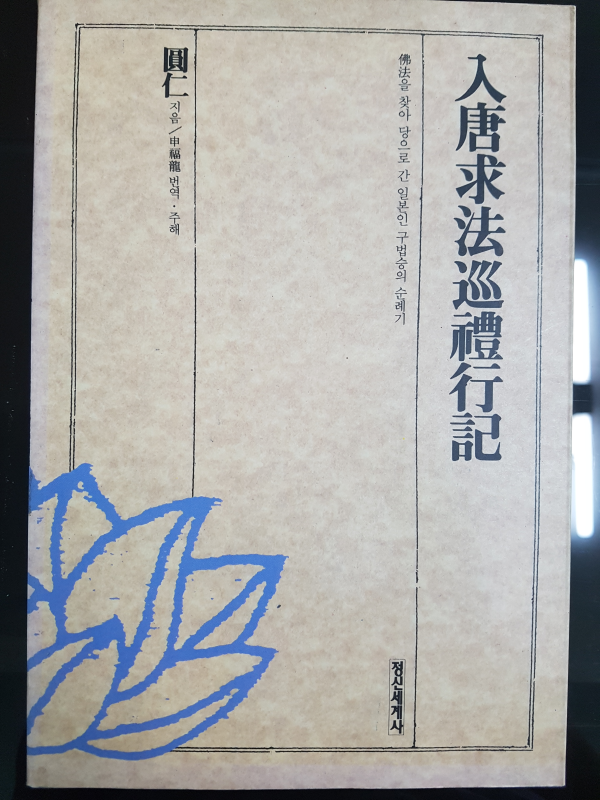 入唐求法巡禮行記
佛法을 찾아 당으로 간 일본인 구법승의 순례기
圓仁 지음/申福龍 번역·주해
정신세계사